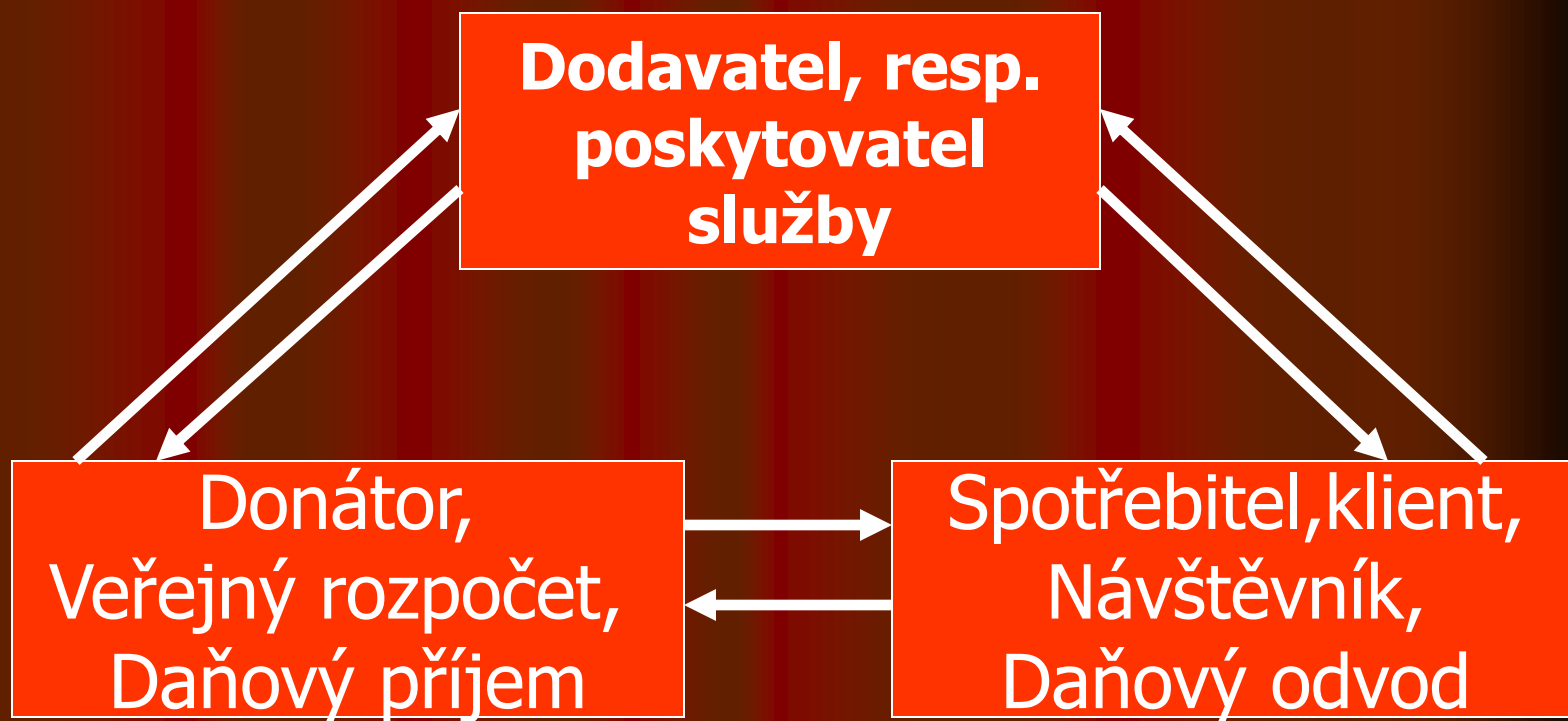 Dodavatel, resp.
poskytovatel
služby
Donátor,
Veřejný rozpočet,
Daňový příjem
Spotřebitel,klient,
Návštěvník,
Daňový odvod